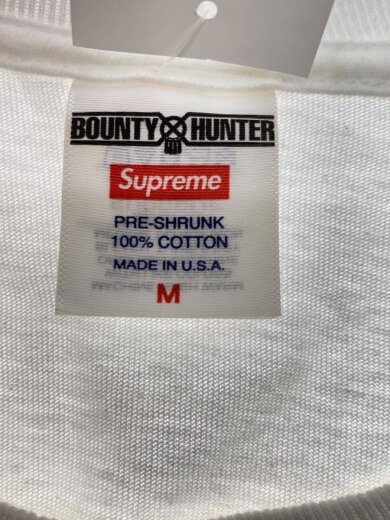 BOUNTY HUNTER
Supreme
PRE-SHRUNK
100% COTTON
MADE IN U.S.A.
M